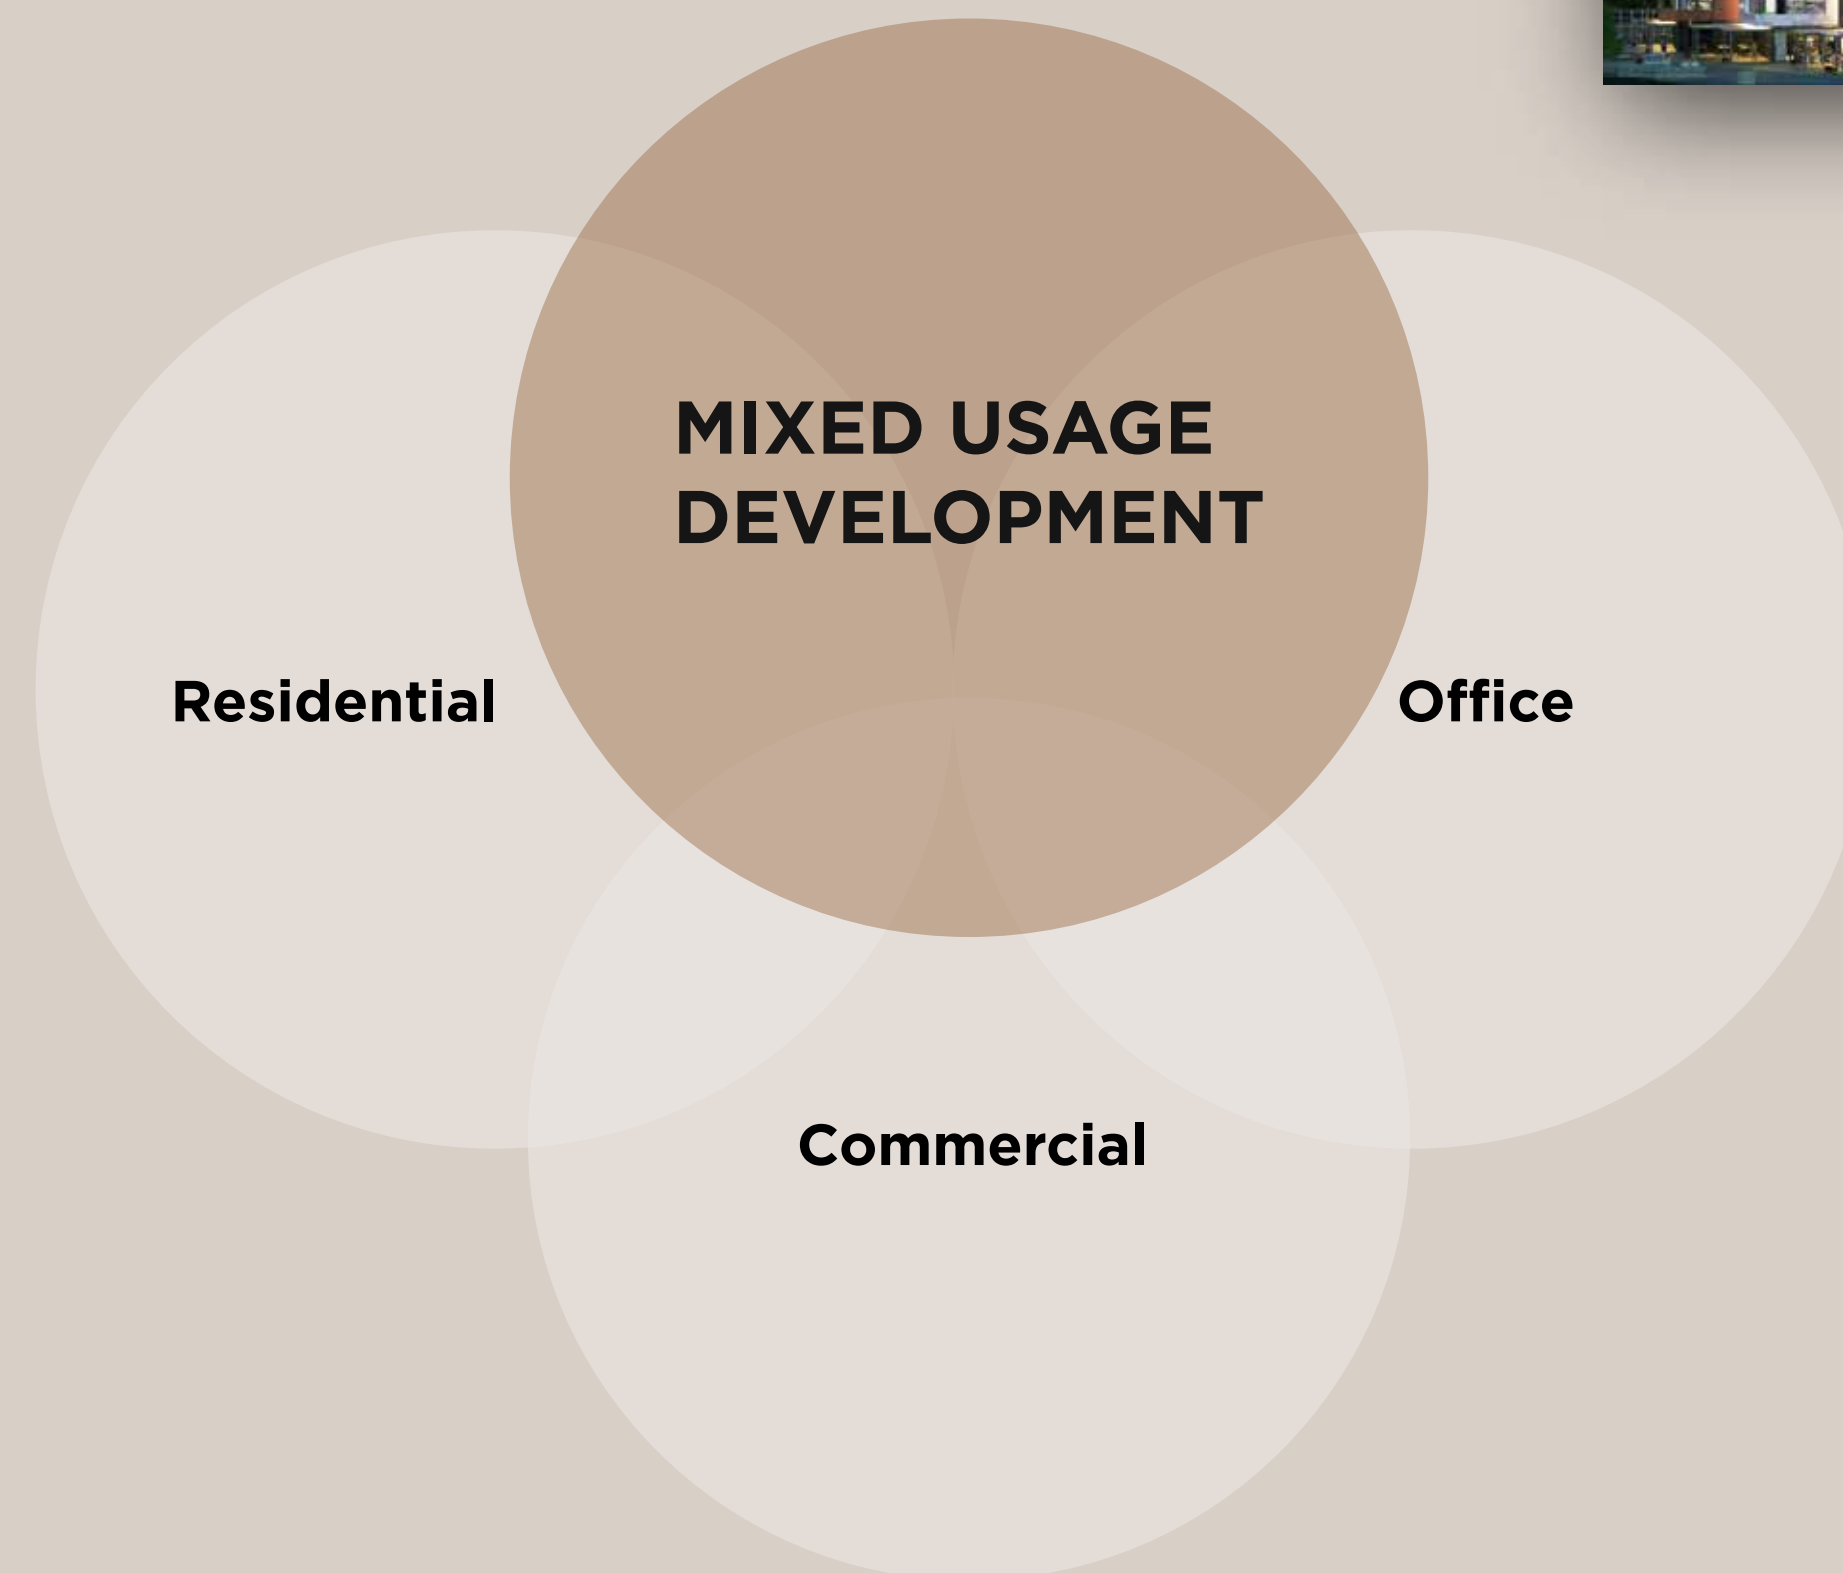 MIXED USAGE
DEVELOPMENT
Residential
Office
Commercial